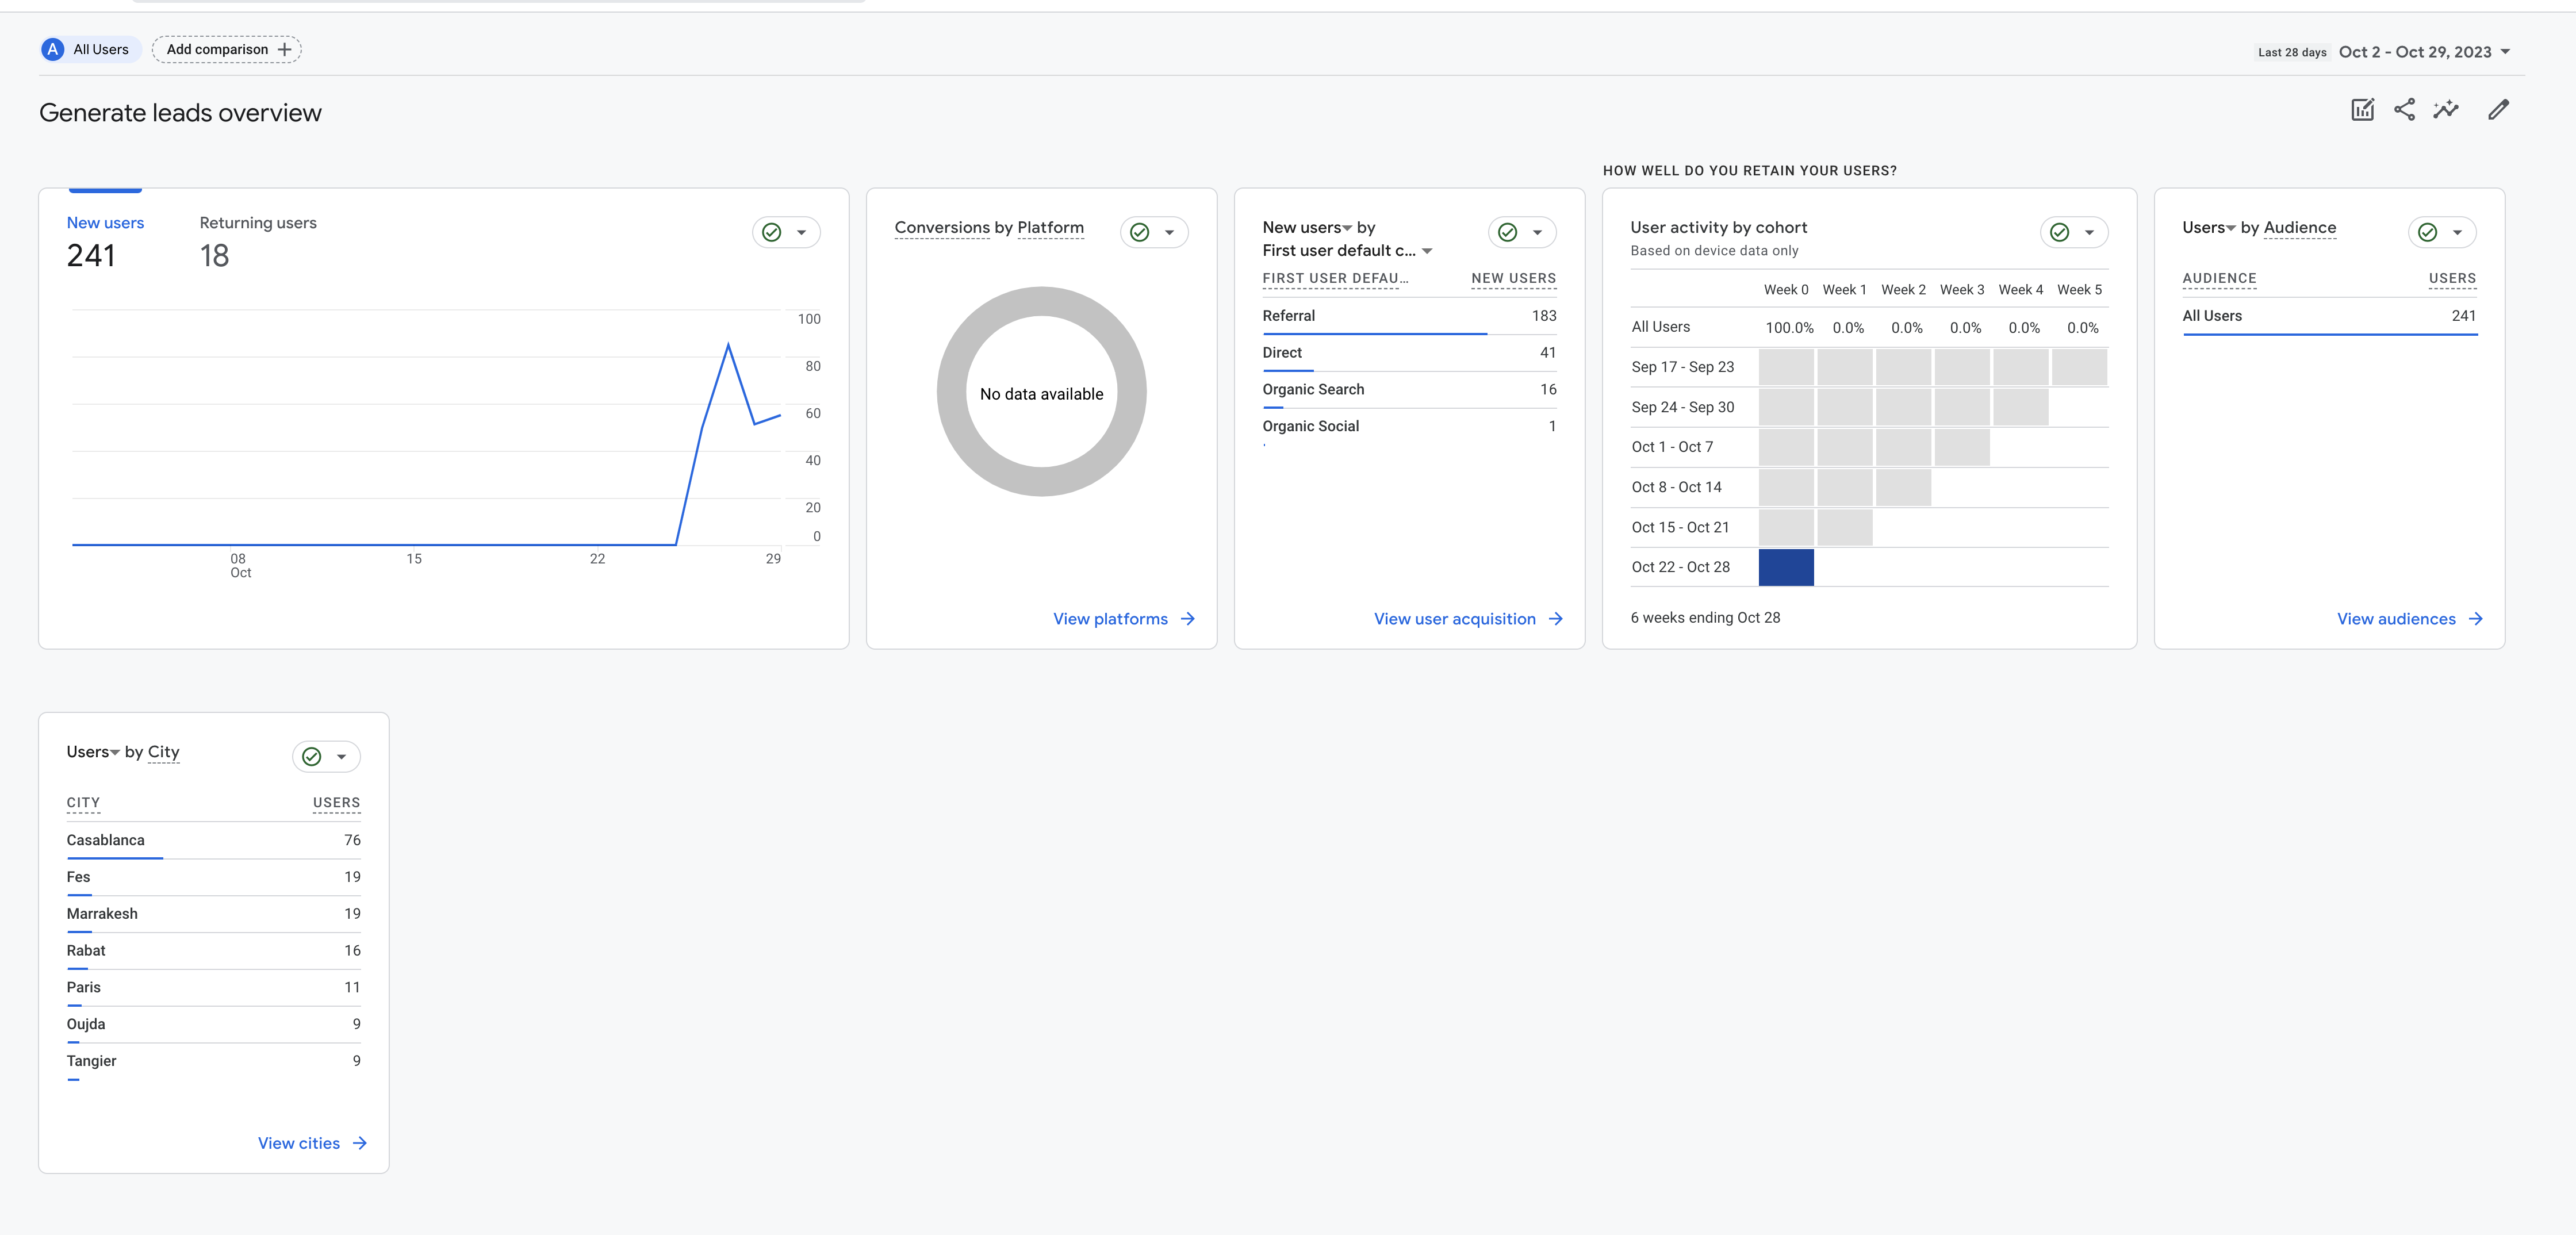 A All Users Add comparison +
Last 28 days Oct 2 - Oct 29, 2023
Generate leads overview
New users
241
Returning users
18
100
80
60
40
20
0
08
Oct
15
22
29
Conversions by Platform
No data available
View platforms
New users by
First user default c...
FIRST USER DEFAU... NEW USERS
Referral 183
Direct 41
Organic Search 16
Organic Social 1
View user acquisition
HOW WELL DO YOU RETAIN YOUR USERS?
User activity by cohort
Based on device data only
Week 0 Week 1 Week 2 Week 3 Week 4 Week 5
All Users 100.0% 0.0% 0.0% 0.0% 0.0% 0.0%
Sep 17 - Sep 23
Sep 24 - Sep 30
Oct 1 - Oct 7
Oct 8 - Oct 14
Oct 15 - Oct 21
Oct 22 - Oct 28
6 weeks ending Oct 28
Users by Audience
AUDIENCE USERS
All Users 241
View audiences
Users by City
CITY USERS
Casablanca 76
Fes 19
Marrakesh 19
Rabat 16
Paris 11
Oujda 9
Tangier 9
View cities